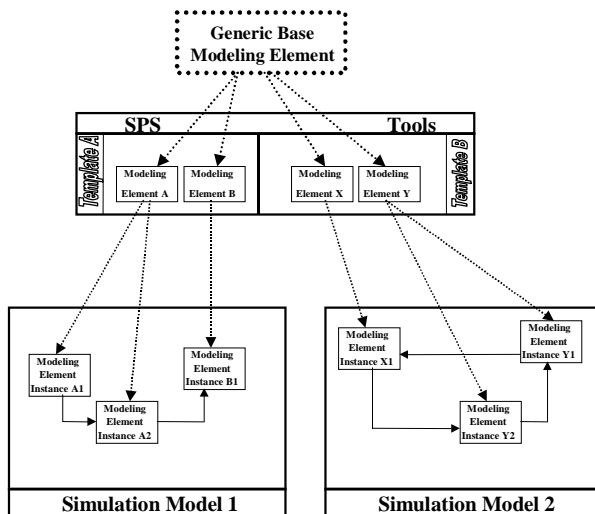 Generic Base
Modeling Element
SPS
Tools
Template A
Modeling
Element A
Modeling
Element B
Modeling
Element X
Modeling
Element Y
Template B
Modeling
Element
Instance A1
Modeling
Element
Instance A2
Modeling
Element
Instance B1
Modeling
Element
Instance X1
Modeling
Element
Instance Y1
Modeling
Element
Instance Y2
Simulation Model 1
Simulation Model 2